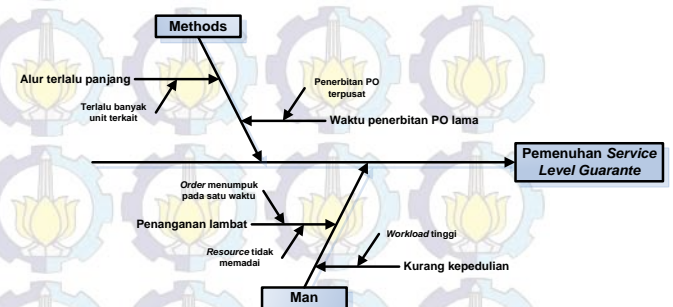 Methods
Alur terlalu panjang
Terlalu banyak
unit terkait
Penerbitan PO
terpusat
Waktu penerbitan PO lama
Pemenuhan Service
Level Guarante
Order menumpuk
pada satu waktu
Penanganan lambat
Resource tidak
memadai
Workload tinggi
Kurang kepedulian
Man